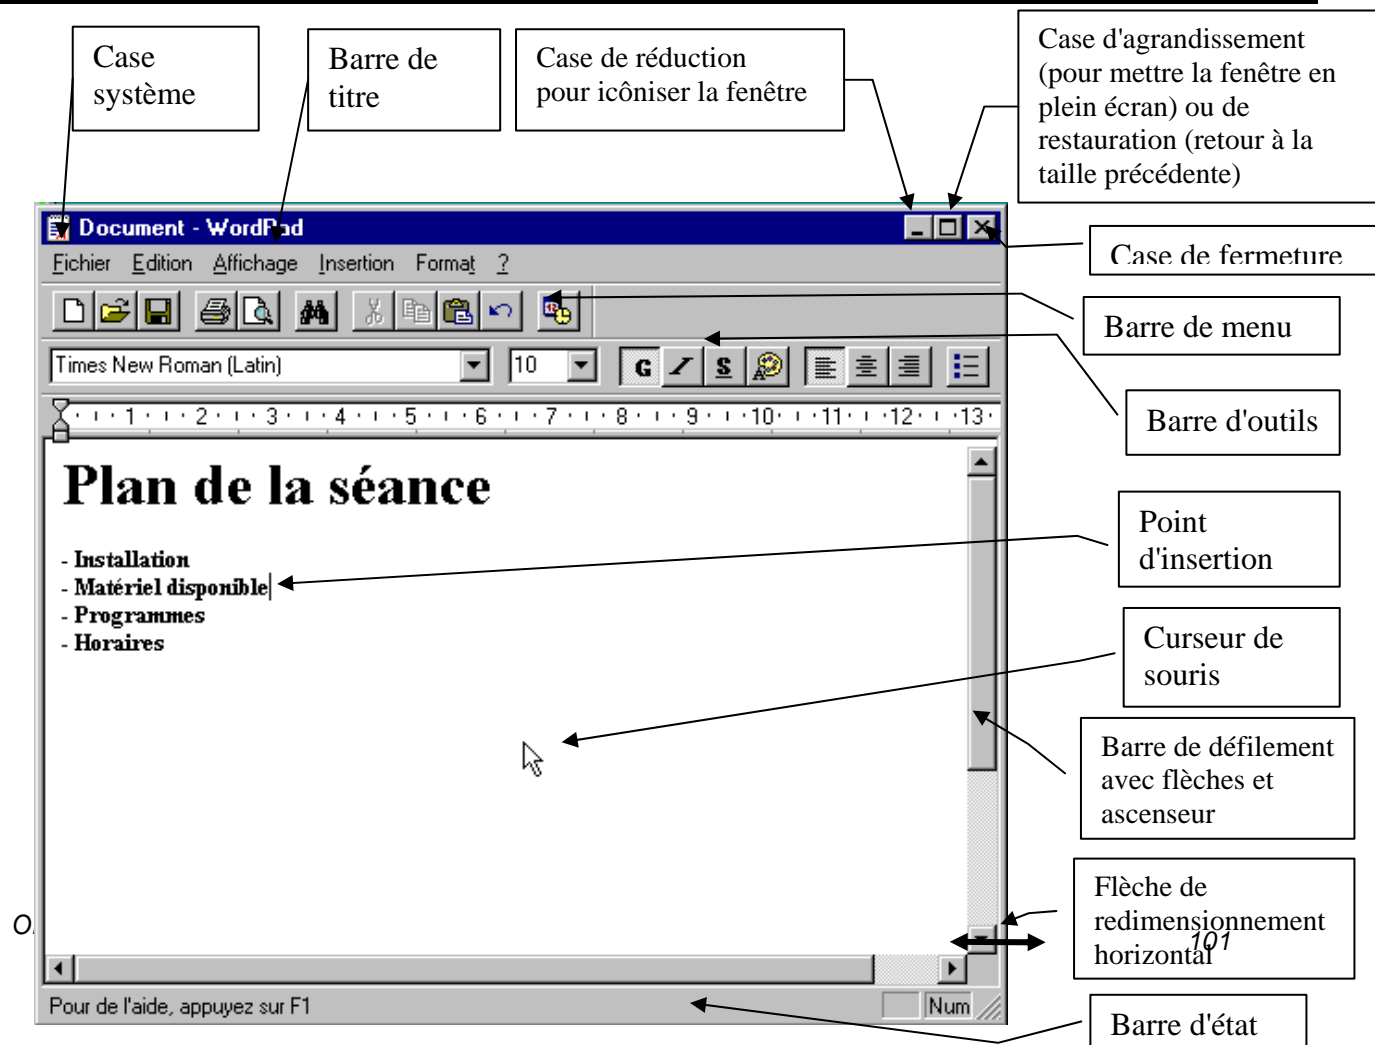 Case
système
Barre de
titre
Case de réduction
pour icôniser la fenêtre
Case d'agrandissement
(pour mettre la fenêtre en
plein écran) ou de
restauration (retour à la
taille précédente)
Document - WordPad
Fichier Edition Affichage Insertion Format ?
Case de fermeture
Barre de menu
Times New Roman (Latin) 10 G I S
Barre d'outils
1 2 3 4 5 6 7 8 9 10 11 12 13
Plan de la séance
- Installation
- Matériel disponible
- Programmes
- Horaires
Point
d'insertion
Curseur de
souris
Barre de défilement
avec flèches et
ascenseur
Flèche de
redimensionnement
horizontal
101
Pour de l'aide, appuyez sur F1 Num
Barre d'état